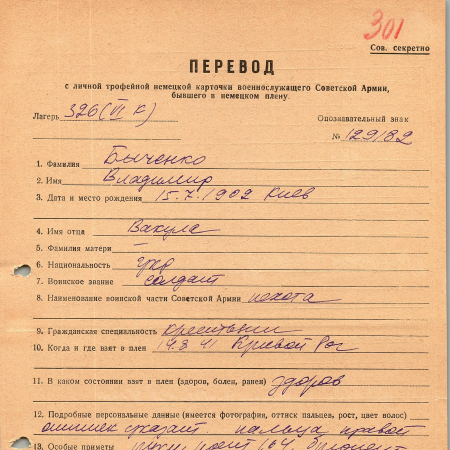 301
Сов. секретно
ПЕРЕВОД
с личной трофейной немецкой карточки военнослужащего Советской Армии,
бывшего в немецком плену.
Лагерь 326 (VI K)
Опознавательный знак
№ 129182
1. Фамилия Быченко
2. Имя Владимир
3. Дата и место рождения 15.7.1902 Киев
4. Имя отца Вакула
5. Фамилия матери —
6. Национальность укр
7. Воинское звание солдат
8. Наименование воинской части Советской Армии пехота
9. Гражданская специальность крестьянин
10. Когда и где взят в плен 14.8.41 Кривой Рог
11. В каком состоянии взят в плен (здоров, болен, ранен) здоров
12. Подробные персональные данные (имеется фотография, оттиск пальцев, рост, цвет волос)
пальца правой
13. Особые приметы руки рост 164